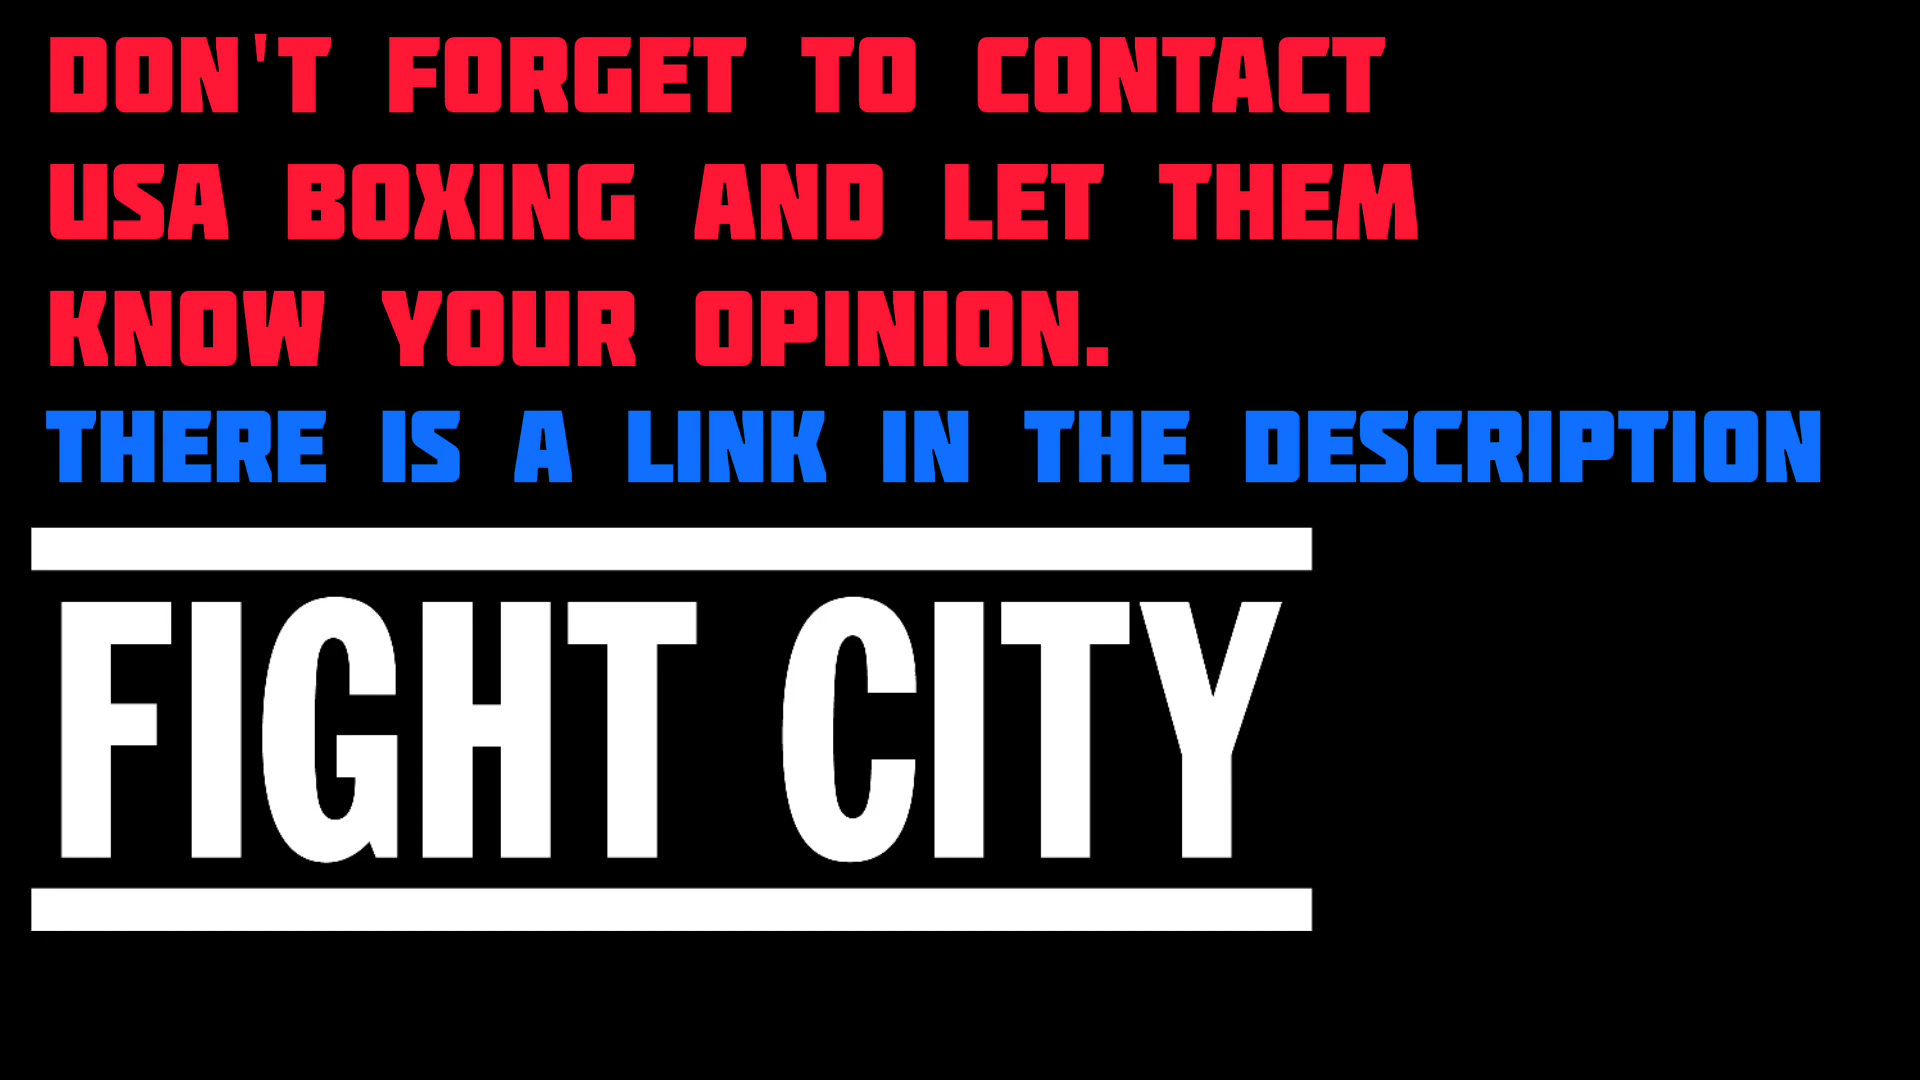 DON'T FORGET TO CONTACT
USA BOXING AND LET THEM
KNOW YOUR OPINION.
THERE IS A LINK IN THE DESCRIPTION
FIGHT CITY